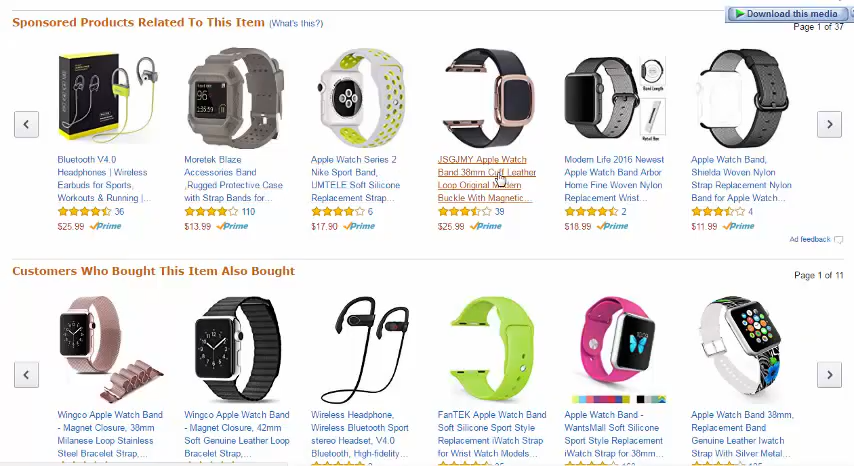 Download this media
Sponsored Products Related To This Item (What's this?)
Page 1 of 37
Bluetooth V4.0
Headphones | Wireless
Earbuds for Sports,
Workouts & Running |...
36
$25.99 Prime
Moretek Blaze
Accessories Band
,Rugged Protective Case
with Strap Bands for...
110
$13.99 Prime
Apple Watch Series 2
Nike Sport Band,
UMTELE Soft Silicone
Replacement Strap...
6
$17.90 Prime
JSGJMY Apple Watch
Band 38mm Cuff Leather
Loop Original Modern
Buckle With Magnetic...
39
$25.99 Prime
Modern Life 2016 Newest
Apple Watch Band Arbor
Home Fine Woven Nylon
Replacement Wrist...
2
$18.99 Prime
Apple Watch Band,
Shielda Woven Nylon
Strap Replacement Nylon
Band for Apple Watch...
4
$11.99 Prime
Ad feedback
Customers Who Bought This Item Also Bought
Page 1 of 11
Wingco Apple Watch Band
- Magnet Closure, 38mm
Milanese Loop Stainless
Steel Bracelet Strap,...
Wingco Apple Watch Band
- Magnet Closure, 42mm
Soft Genuine Leather Loop
Bracelet Strap,...
Wireless Headphone,
Wireless Bluetooth Sport
stereo Headset, V4.0
Bluetooth, High-fidelity...
FanTEK Apple Watch Band
Soft Silicone Sport Style
Replacement iWatch Strap
for Wrist Watch Models...
Apple Watch Band -
WantsMall Soft Silicone
Sport Style Replacement
iWatch Strap for 38mm...
Apple Watch Band 38mm,
Replacement Band
Genuine Leather Iwatch
Strap With Silver Metal...